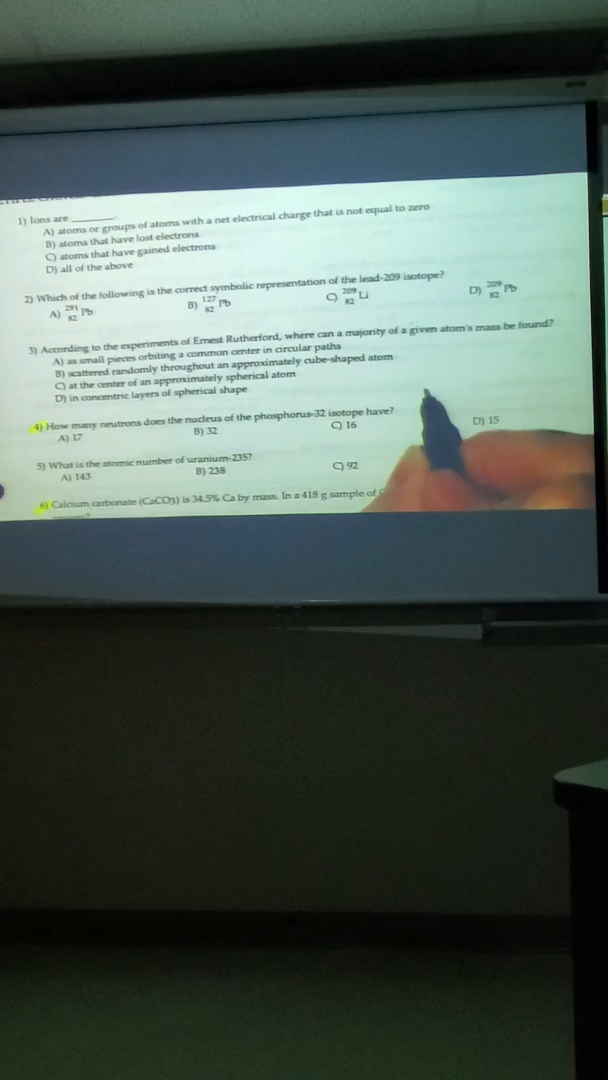 1) Ions are ________.
A) atoms or groups of atoms with a net electrical charge that is not equal to zero
B) atoms that have lost electrons
C) atoms that have gained electrons
D) all of the above
2) Which of the following is the correct symbolic representation of the lead-209 isotope?
A) 291 82 Pb B) 127 82 Pb C) 209 82 Li D) 209 82 Pb
3) According to the experiments of Ernest Rutherford, where can a majority of a given atom's mass be found?
A) as small pieces orbiting a common center in circular paths
B) scattered randomly throughout an approximately cube-shaped atom
C) at the center of an approximately spherical atom
D) in concentric layers of spherical shape
4) How many neutrons does the nucleus of the phosphorus-32 isotope have?
A) 17 B) 32 C) 16 D) 15
5) What is the atomic number of uranium-235?
A) 143 B) 238 C) 92
6) Calcium carbonate (CaCO3) is 34.5% Ca by mass. In a 418 g sample of